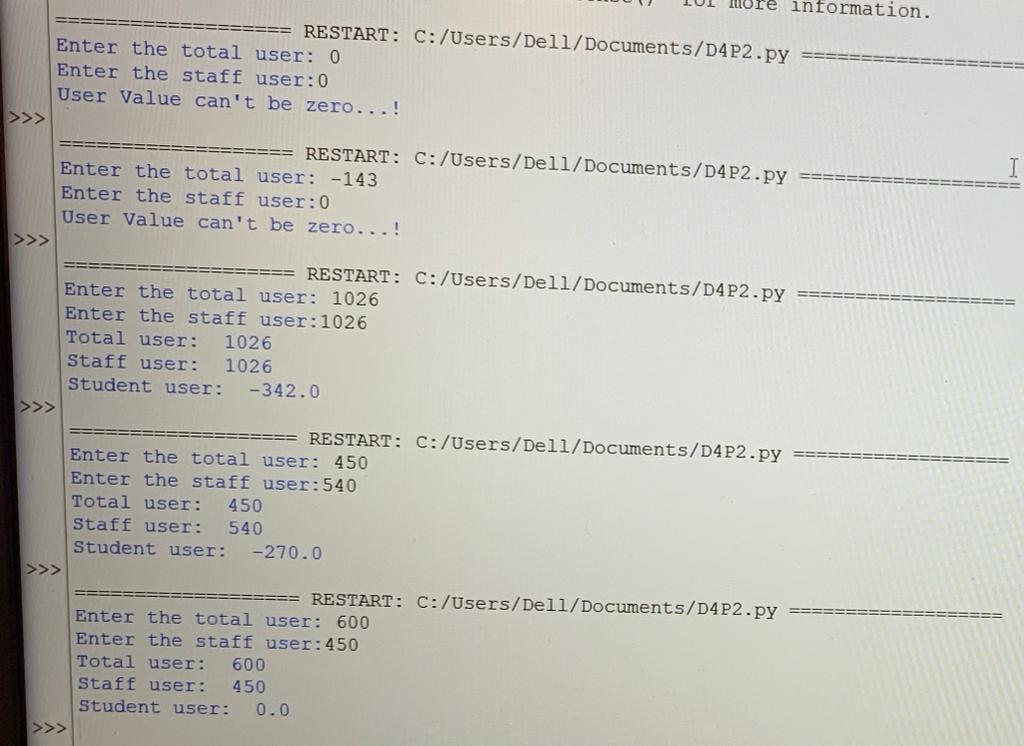 for more information.
=================== RESTART: C:/Users/Dell/Documents/D4P2.py ===================
Enter the total user: 0
Enter the staff user:0
User Value can't be zero...!
>>>
=================== RESTART: C:/Users/Dell/Documents/D4P2.py ===================
Enter the total user: -143
Enter the staff user:0
User Value can't be zero...!
>>>
=================== RESTART: C:/Users/Dell/Documents/D4P2.py ===================
Enter the total user: 1026
Enter the staff user:1026
Total user:  1026
Staff user:  1026
Student user:  -342.0
>>>
=================== RESTART: C:/Users/Dell/Documents/D4P2.py ===================
Enter the total user: 450
Enter the staff user:540
Total user:  450
Staff user:  540
Student user:  -270.0
>>>
=================== RESTART: C:/Users/Dell/Documents/D4P2.py ===================
Enter the total user: 600
Enter the staff user:450
Total user:  600
Staff user:  450
Student user:  0.0
>>>